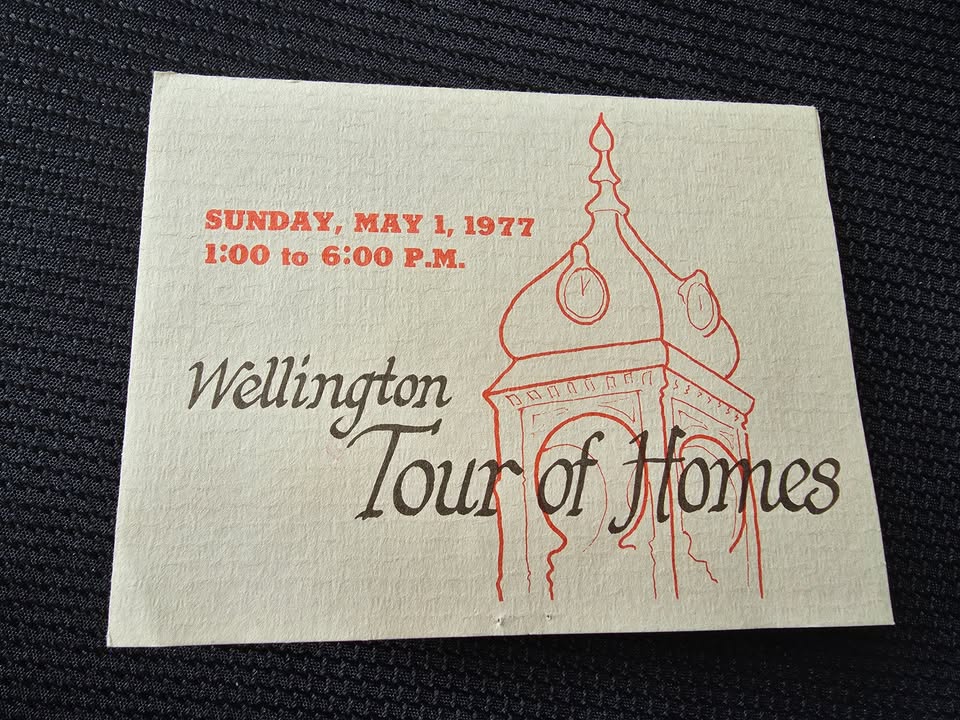 SUNDAY, MAY 1, 1977
1:00 to 6:00 P.M.
Wellington
Tour of Homes